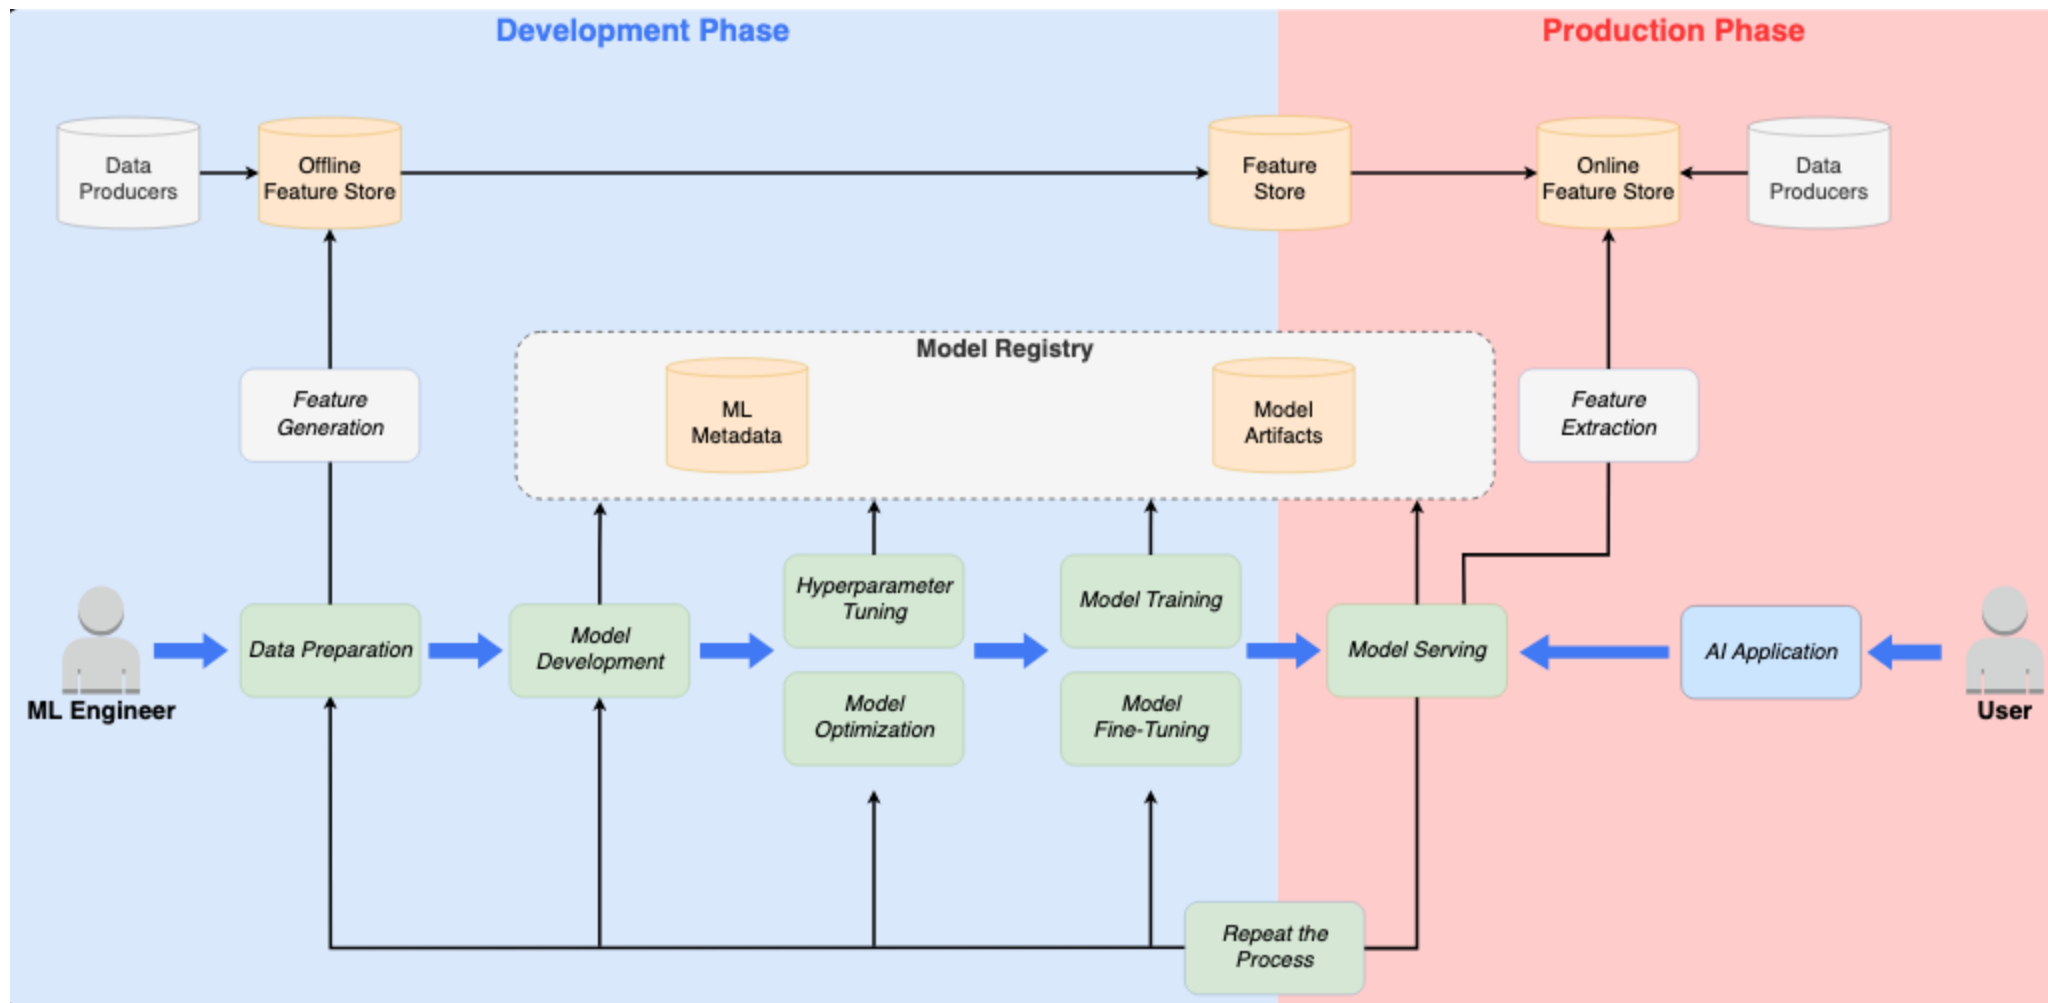 Development Phase
Production Phase
Data
Producers
Offline
Feature Store
Feature
Store
Online
Feature Store
Data
Producers
Model Registry
Feature
Generation
ML
Metadata
Model
Artifacts
Feature
Extraction
ML Engineer
Data Preparation
Model
Development
Hyperparameter
Tuning
Model
Optimization
Model Training
Model
Fine-Tuning
Model Serving
AI Application
User
Repeat the
Process